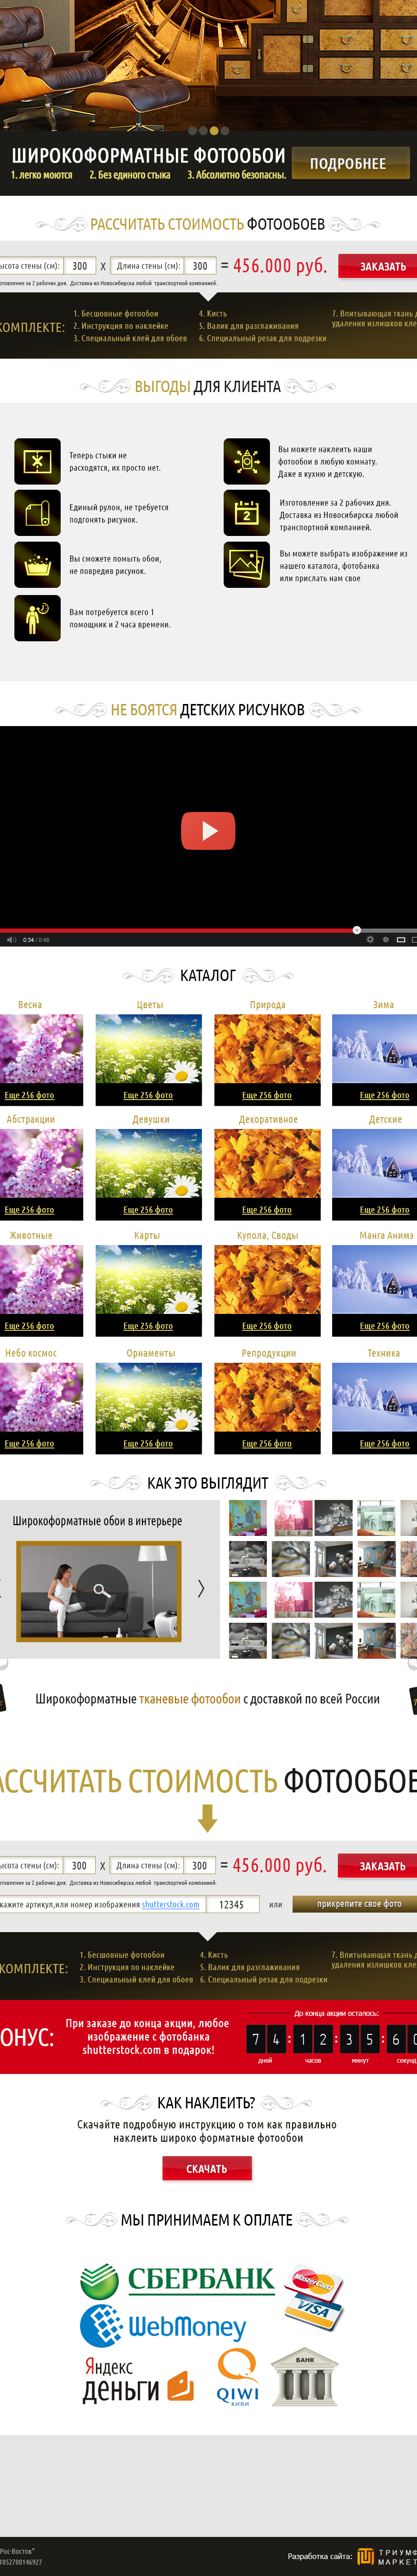 ШИРОКОФОРМАТНЫЕ ФОТООБОИ
1. легко моются 2. Без единого стыка 3. Абсолютно безопасны.
ПОДРОБНЕЕ
РАССЧИТАТЬ СТОИМОСТЬ ФОТООБОЕВ
ысота стены (см): 300 X Длина стены (см): 300 = 456.000 руб. ЗАКАЗАТЬ
отовление за 2 рабочих дня. Доставка из Новосибирска любой транспортной компанией.
КОМПЛЕКТЕ:
1. Бесшовные фотообои
2. Инструкция по наклейке
3. Специальный клей для обоев
4. Кисть
5. Валик для разглаживания
6. Специальный резак для подрезки
7. Впитывающая ткань д
удаления излишков кле
ВЫГОДЫ ДЛЯ КЛИЕНТА
Теперь стыки не
расходятся, их просто нет.
Вы можете наклеить наши
фотообои в любую комнату.
Даже в кухню и детскую.
Единый рулон, не требуется
подгонять рисунок.
2
Изготовление за 2 рабочих дня.
Доставка из Новосибирска любой
транспортной компанией.
Вы сможете помыть обои,
не повредив рисунок.
Вы можете выбрать изображение из
нашего каталога, фотобанка
или прислать нам свое
Вам потребуется всего 1
помощник и 2 часа времени.
НЕ БОЯТСЯ ДЕТСКИХ РИСУНКОВ
0:34 / 0:45
КАТАЛОГ
Весна Цветы Природа Зима
Еще 256 фото Еще 256 фото Еще 256 фото Еще 256 фото
Абстракции Девушки Декоративное Детские
Еще 256 фото Еще 256 фото Еще 256 фото Еще 256 фото
Животные Карты Купола, Своды Манга Анимэ
Еще 256 фото Еще 256 фото Еще 256 фото Еще 256 фото
Небо космос Орнаменты Репродукции Техника
Еще 256 фото Еще 256 фото Еще 256 фото Еще 256 фото
КАК ЭТО ВЫГЛЯДИТ
Широкоформатные обои в интерьере
Широкоформатные тканевые фотообои с доставкой по всей России
АССЧИТАТЬ СТОИМОСТЬ ФОТООБОЕ
ысота стены (см): 300 X Длина стены (см): 300 = 456.000 руб. ЗАКАЗАТЬ
отовление за 2 рабочих дня. Доставка из Новосибирска любой транспортной компанией.
кажите артикул,или номер изображения shutterstock.com 12345 или прикрепите свое фото
КОМПЛЕКТЕ:
1. Бесшовные фотообои
2. Инструкция по наклейке
3. Специальный клей для обоев
4. Кисть
5. Валик для разглаживания
6. Специальный резак для подрезки
7. Впитывающая ткань д
удаления излишков кле
ОНУС:
При заказе до конца акции, любое
изображение с фотобанка
shutterstock.com в подарок!
До конца акции осталось:
7 4 : 1 2 : 3 5 : 6 0
дней часов минут секунд
КАК НАКЛЕИТЬ?
Скачайте подробную инструкцию о том как правильно
наклеить широко форматные фотообои
СКАЧАТЬ
МЫ ПРИНИМАЕМ К ОПЛАТЕ
СБЕРБАНК
MasterCard
VISA
WebMoney
Яндекс
деньги
QIWI
КИВИ
БАНК
Рос-Восток"
1052700146927
Разработка сайта:
ТРИУМФ
МАРКЕТ